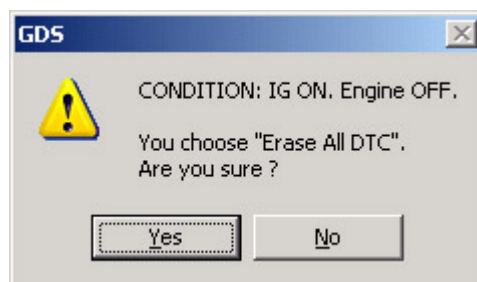 GDS
CONDITION: IG ON. Engine OFF.
You choose "Erase All DTC".
Are you sure ?
Yes No